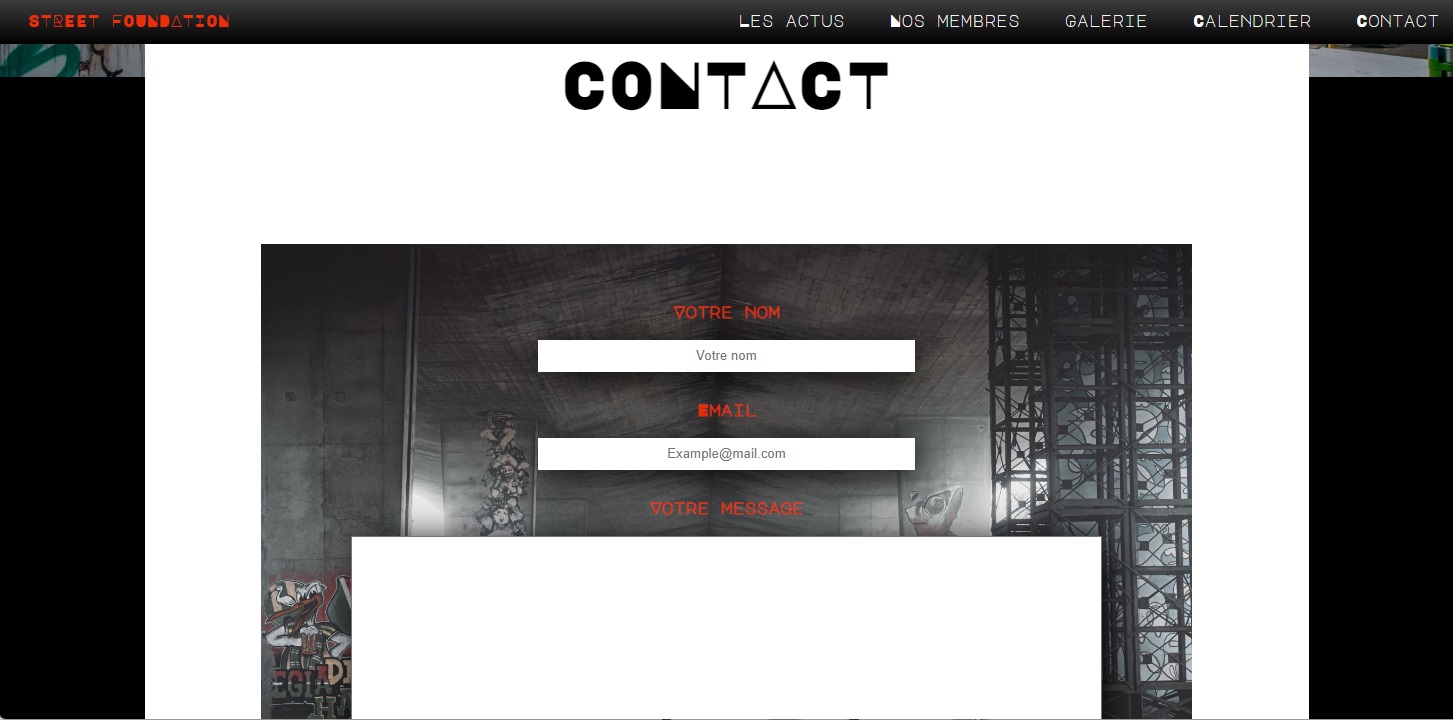 STREET FOUNDATION
LES ACTUS NOS MEMBRES GALERIE CALENDRIER CONTACT
CONTACT
VOTRE NOM
Votre nom
EMAIL
Example@mail.com
VOTRE MESSAGE